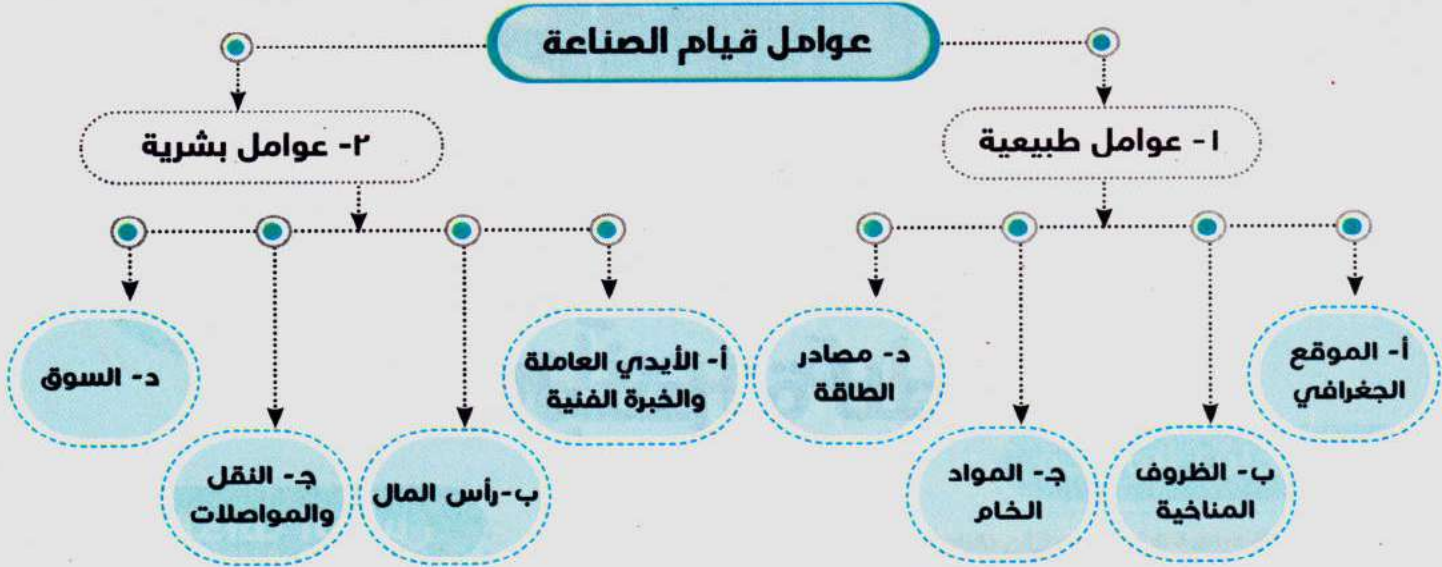 عوامل قيام الصناعة
١- عوامل طبيعية
٢- عوامل بشرية
أ- الموقع
الجغرافي
ب- الظروف
المناخية
جـ- المواد
الخام
د- مصادر
الطاقة
أ- الأيدي العاملة
والخبرة الفنية
ب-رأس المال
جـ- النقل
والمواصلات
د- السوق